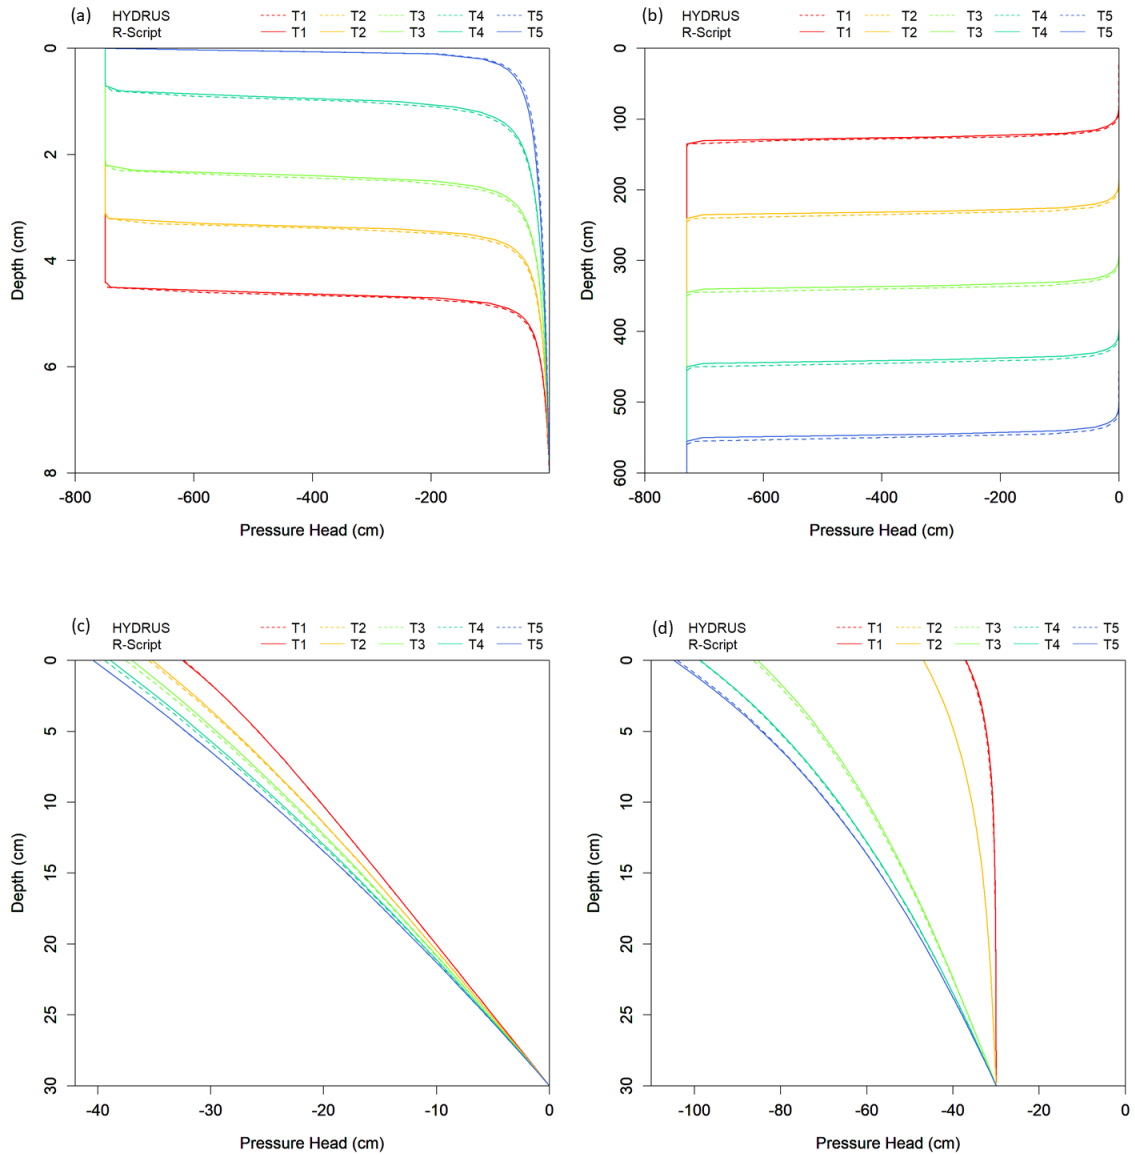 (a) HYDRUS T1 T2 T3 T4 T5
R-Script T1 T2 T3 T4 T5
0
2
4
6
8
Depth (cm)
-800 -600 -400 -200
Pressure Head (cm)
(b) HYDRUS T1 T2 T3 T4 T5
R-Script T1 T2 T3 T4 T5
0
100
200
300
400
500
600
Depth (cm)
-800 -600 -400 -200 0
Pressure Head (cm)
(c) HYDRUS T1 T2 T3 T4 T5
R-Script T1 T2 T3 T4 T5
0
5
10
15
20
25
30
Depth (cm)
-40 -30 -20 -10 0
Pressure Head (cm)
(d) HYDRUS T1 T2 T3 T4 T5
R-Script T1 T2 T3 T4 T5
0
5
10
15
20
25
30
Depth (cm)
-100 -80 -60 -40 -20 0
Pressure Head (cm)